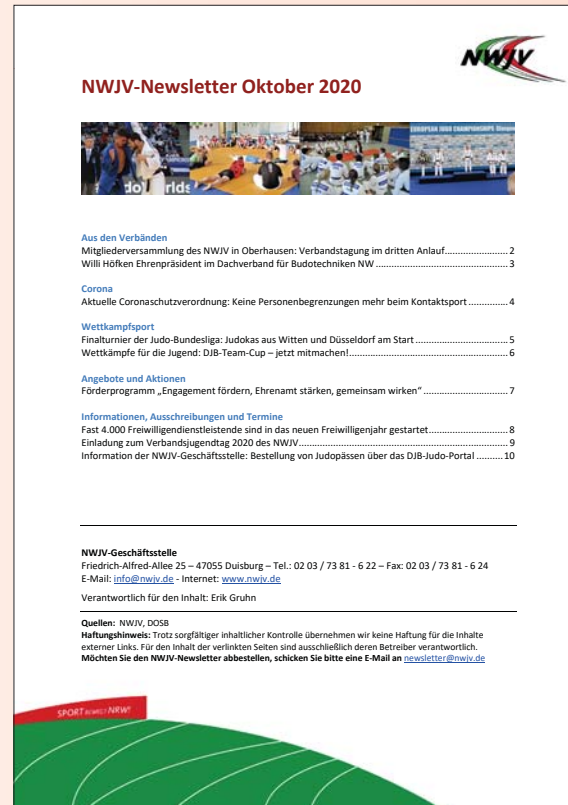 NWJV
NWJV-Newsletter Oktober 2020
EUROPEAN JUDO CHAMPIONSHIPS
Aus den Verbänden
Mitgliederversammlung des NWJV in Oberhausen: Verbandstagung im dritten Anlauf....................... 2
Willi Höfken Ehrenpräsident im Dachverband für Budotechniken NW ................................................ 3
Corona
Aktuelle Coronaschutzverordnung: Keine Personenbegrenzungen mehr beim Kontaktsport .............. 4
Wettkampfsport
Finalturnier der Judo-Bundesliga: Judokas aus Witten und Düsseldorf am Start .................................. 5
Wettkämpfe für die Jugend: DJB-Team-Cup – jetzt mitmachen!.......................................................... 6
Angebote und Aktionen
Förderprogramm „Engagement fördern, Ehrenamt stärken, gemeinsam wirken“ ............................... 7
Informationen, Ausschreibungen und Termine
Fast 4.000 Freiwilligendienstleistende sind in das neuen Freiwilligenjahr gestartet............................. 8
Einladung zum Verbandsjugendtag 2020 des NWJV............................................................................. 9
Information der NWJV-Geschäftsstelle: Bestellung von Judopässen über das DJB-Judo-Portal .......... 10
NWJV-Geschäftsstelle
Friedrich-Alfred-Allee 25 – 47055 Duisburg – Tel.: 02 03 / 73 81 - 6 22 – Fax: 02 03 / 73 81 - 6 24
E-Mail: info@nwjv.de - Internet: www.nwjv.de
Verantwortlich für den Inhalt: Erik Gruhn
Quellen: NWJV, DOSB
Haftungshinweis: Trotz sorgfältiger inhaltlicher Kontrolle übernehmen wir keine Haftung für die Inhalte
externer Links. Für den Inhalt der verlinkten Seiten sind ausschließlich deren Betreiber verantwortlich.
Möchten Sie den NWJV-Newsletter abbestellen, schicken Sie bitte eine E-Mail an newsletter@nwjv.de
SPORT BEWEGT NRW!